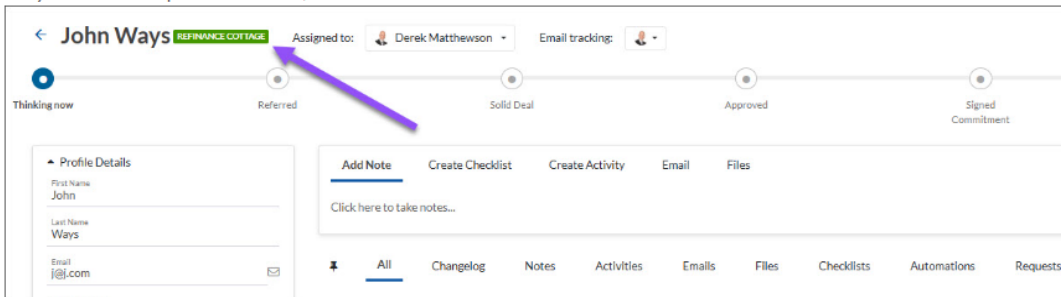 John Ways REFINANCE COTTAGE Assigned to: Derek Matthewson Email tracking:
Thinking now Referred Solid Deal Approved Signed
Commitment
Profile Details
First Name
John
Last Name
Ways
Email
j@j.com
Add Note Create Checklist Create Activity Email Files
Click here to take notes...
All Changelog Notes Activities Emails Files Checklists Automations Requests